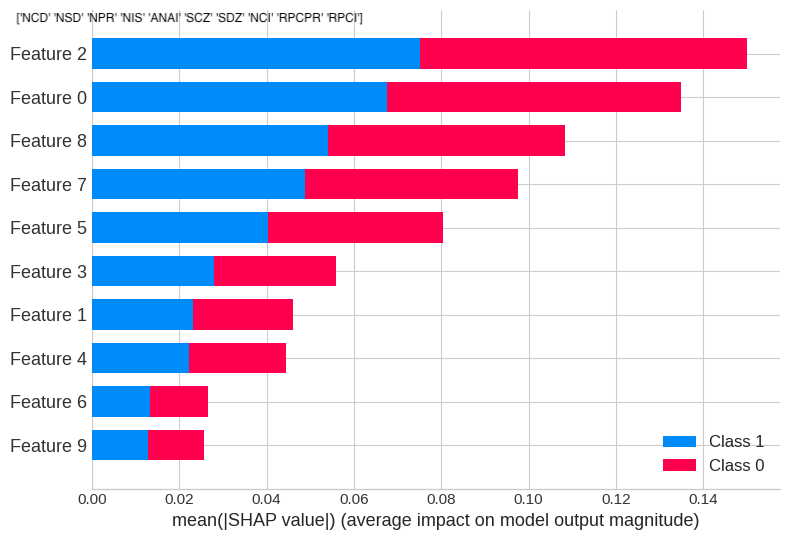 ['NCD' 'NSD' 'NPR' 'NIS' 'ANAI' 'SCZ' 'SDZ' 'NCI' 'RPCPR' 'RPCI']
Feature 2
Feature 0
Feature 8
Feature 7
Feature 5
Feature 3
Feature 1
Feature 4
Feature 6
Feature 9
Class 1
Class 0
0.00 0.02 0.04 0.06 0.08 0.10 0.12 0.14
mean(|SHAP value|) (average impact on model output magnitude)